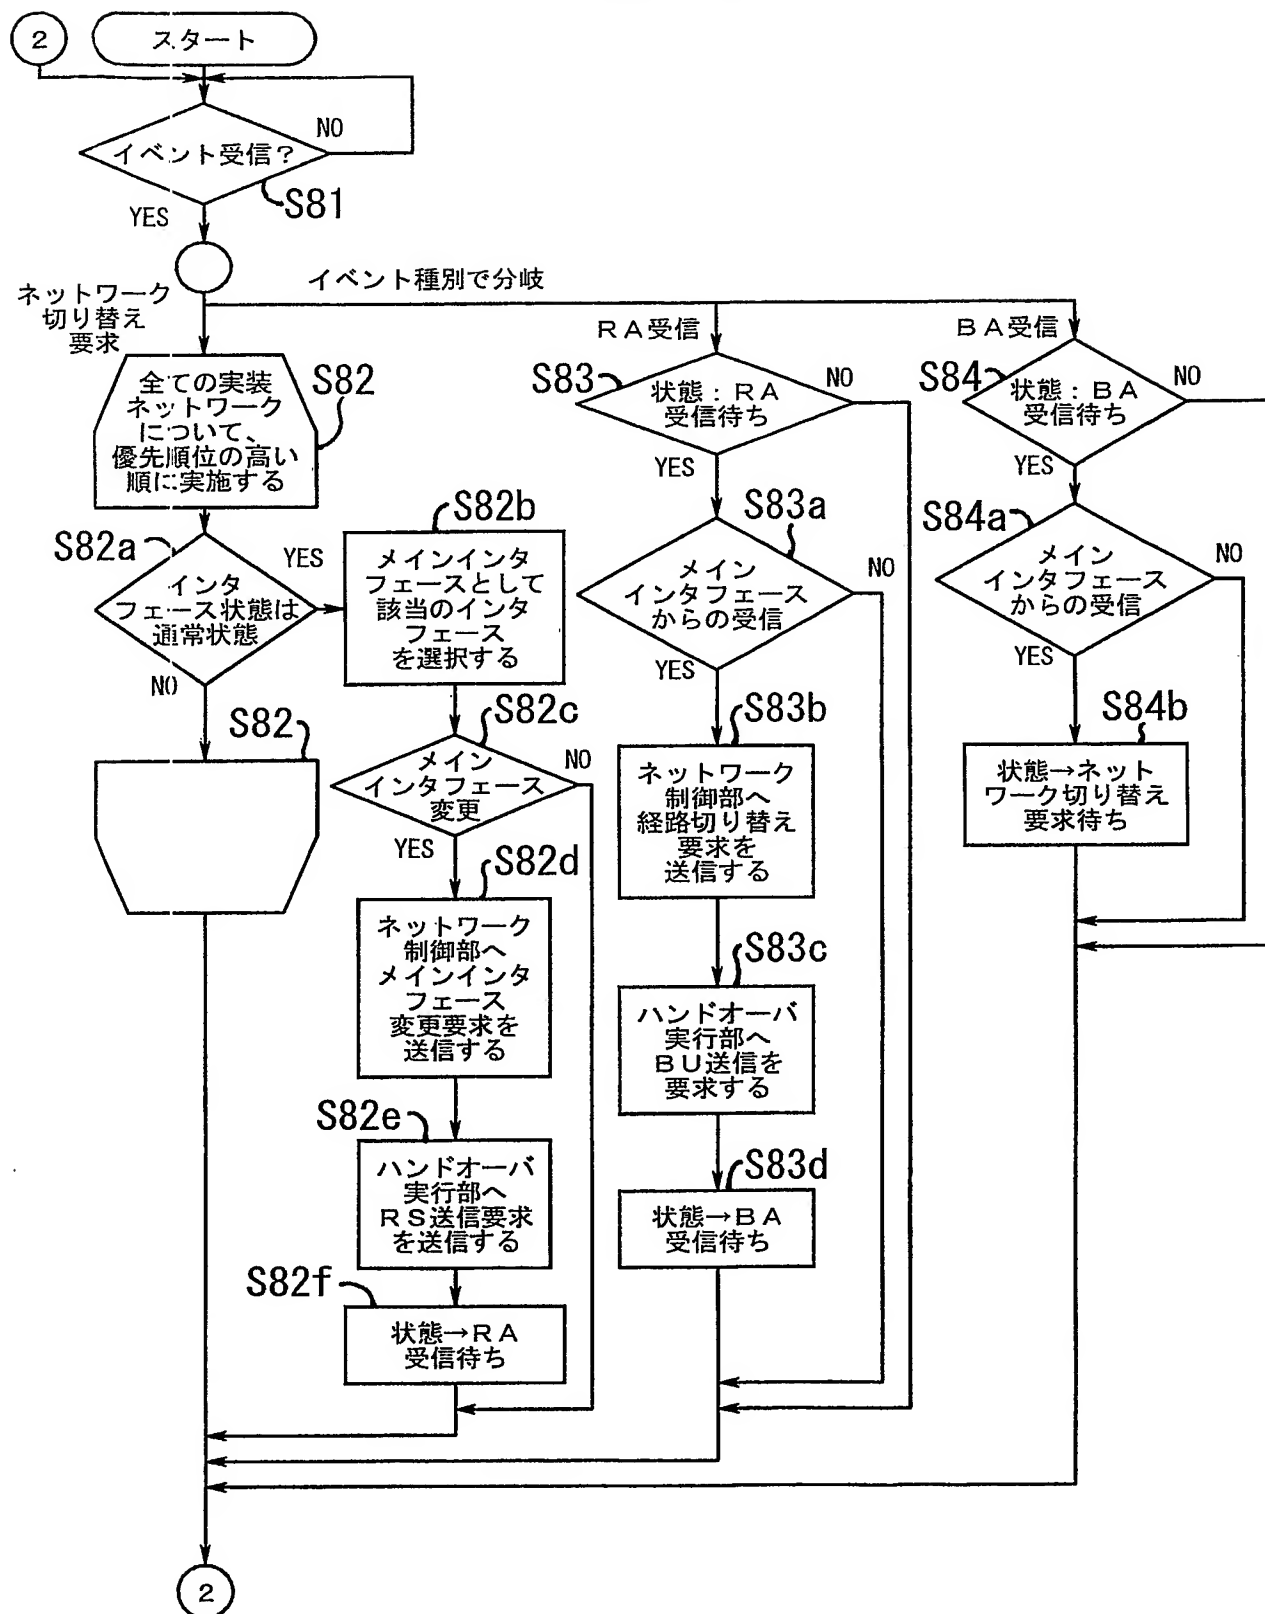 2
スタート
NO
イベント受信?
S81
YES
イベント種別で分岐
ネットワーク
切り替え
要求
RA受信
BA受信
全ての実装
ネットワーク
について、
優先順位の高い
順に実施する
S82
S83
状態:RA
受信待ち
NO
YES
S84
状態:BA
受信待ち
NO
YES
S82a
インタ
フェース状態は
通常状態
YES
NO
S82b
メインインタ
フェースとして
該当のインタ
フェース
を選択する
S83a
メイン
インタフェース
からの受信
NO
YES
S84a
メイン
インタフェース
からの受信
NO
YES
S82
S82c
メイン
インタフェース
変更
NO
YES
S83b
ネットワーク
制御部へ
経路切り替え
要求を
送信する
S84b
状態→ネット
ワーク切り替え
要求待ち
S82d
ネットワーク
制御部へ
メインインタ
フェース
変更要求を
送信する
S83c
ハンドオーバ
実行部へ
BU送信を
要求する
S82e
ハンドオーバ
実行部へ
RS送信要求
を送信する
S83d
状態→BA
受信待ち
S82f
状態→RA
受信待ち
2